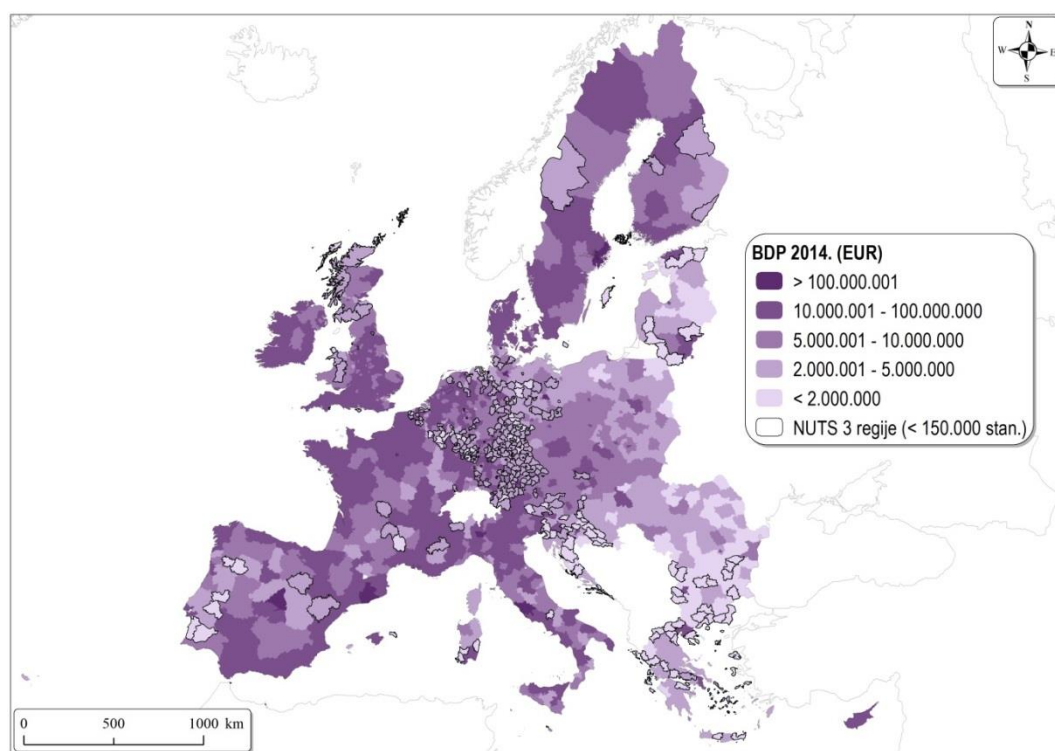 N
W E
S
BDP 2014. (EUR)
> 100.000.001
10.000.001 - 100.000.000
5.000.001 - 10.000.000
2.000.001 - 5.000.000
< 2.000.000
NUTS 3 regije (< 150.000 stan.)
0 500 1000 km